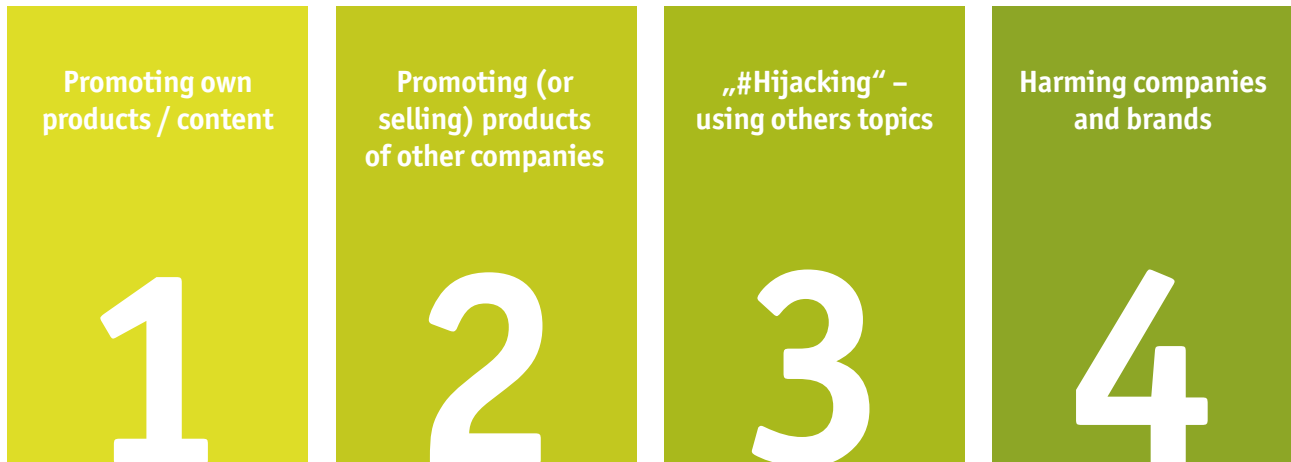 Promoting own
products / content
1
Promoting (or
selling) products
of other companies
2
„#Hijacking“ –
using others topics
3
Harming companies
and brands
4